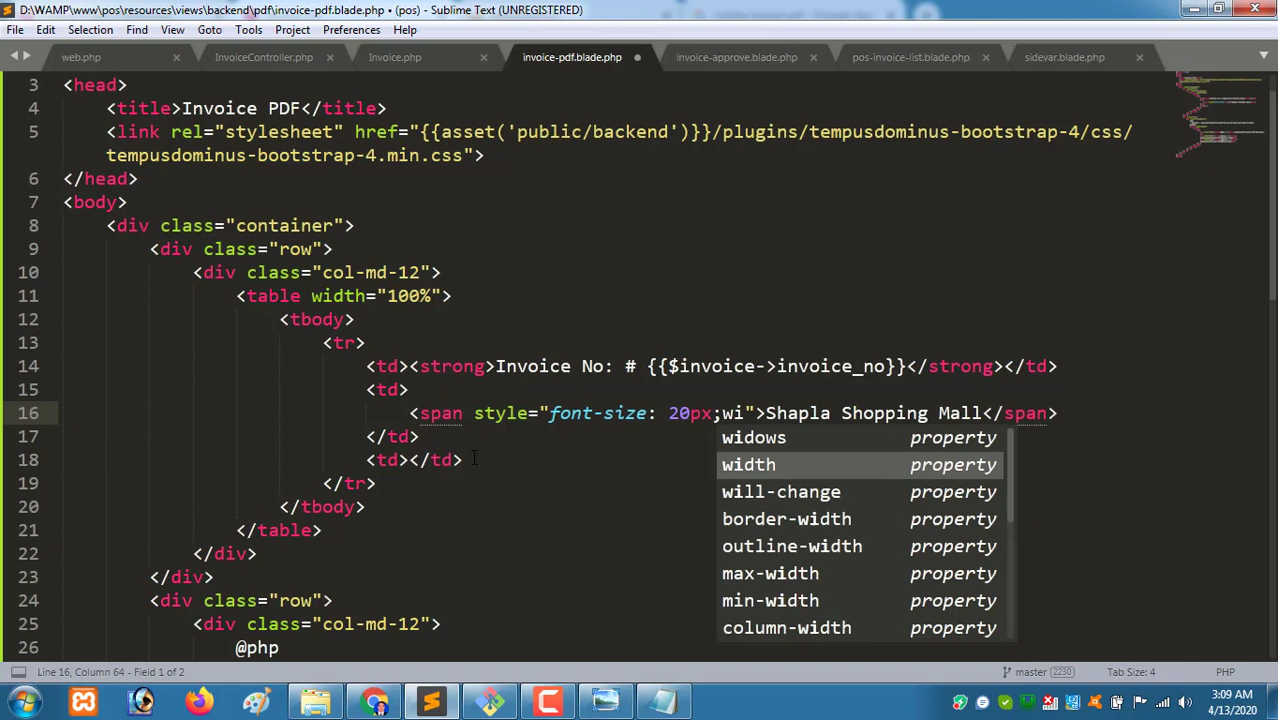 D:\WAMP\www\pos\resources\views\backend\pdf\invoice-pdf.blade.php • (pos) - Sublime Text (UNREGISTERED)
File Edit Selection Find View Goto Tools Project Preferences Help
web.php InvoiceController.php Invoice.php invoice-pdf.blade.php invoice-approve.blade.php pos-invoice-list.blade.php sidevar.blade.php
3 <head>
4 <title>Invoice PDF</title>
5 <link rel="stylesheet" href="{{asset('public/backend')}}/plugins/tempusdominus-bootstrap-4/css/
tempusdominus-bootstrap-4.min.css">
6 </head>
7 <body>
8 <div class="container">
9 <div class="row">
10 <div class="col-md-12">
11 <table width="100%">
12 <tbody>
13 <tr>
14 <td><strong>Invoice No: # {{$invoice->invoice_no}}</strong></td>
15 <td>
16 <span style="font-size: 20px;wi">Shapla Shopping Mall</span>
17 </td>
18 <td></td>
19 </tr>
20 </tbody>
21 </table>
22 </div>
23 </div>
24 <div class="row">
25 <div class="col-md-12">
26 @php
widows property
width property
will-change property
border-width property
outline-width property
max-width property
min-width property
column-width property
Line 16, Column 64 - Field 1 of 2 master 2230 Tab Size: 4 PHP
3:09 AM
4/13/2020